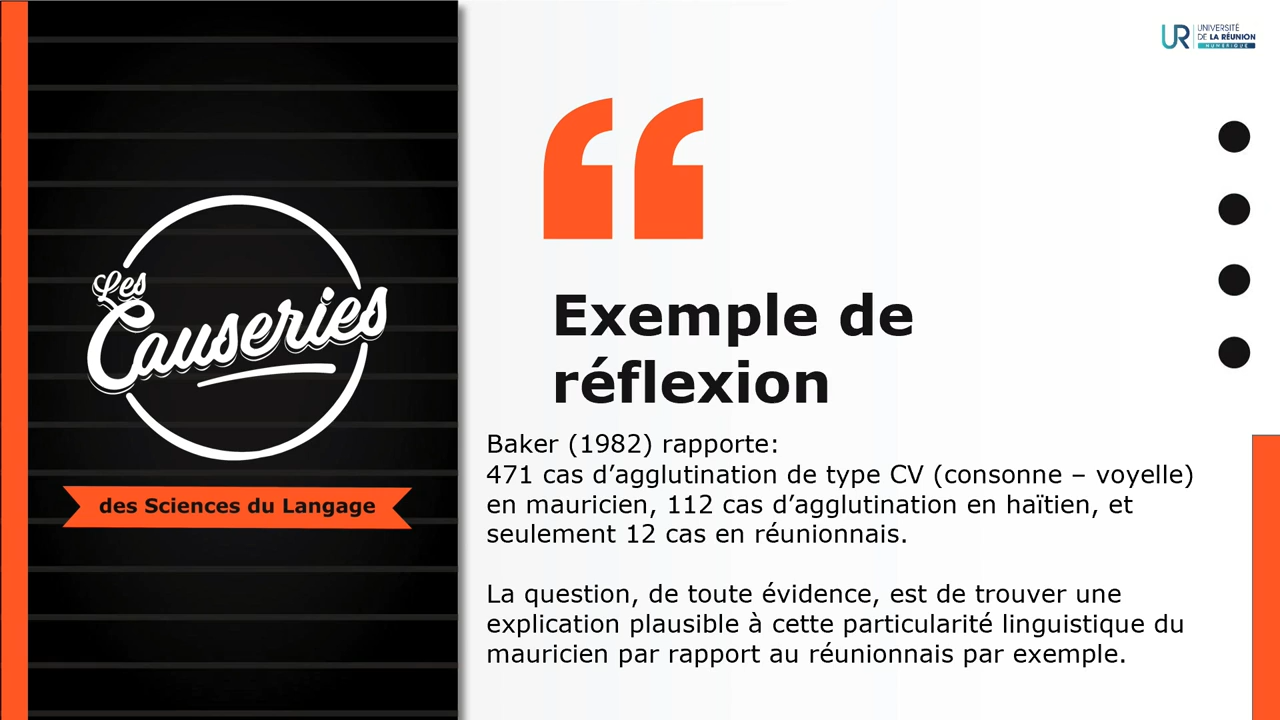 UNIVERSITÉ
UR DE LA RÉUNION
NUMÉRIQUE
Les
Causeries
des Sciences du Langage
Exemple de
réflexion
Baker (1982) rapporte:
471 cas d’agglutination de type CV (consonne – voyelle)
en mauricien, 112 cas d’agglutination en haïtien, et
seulement 12 cas en réunionnais.
La question, de toute évidence, est de trouver une
explication plausible à cette particularité linguistique du
mauricien par rapport au réunionnais par exemple.